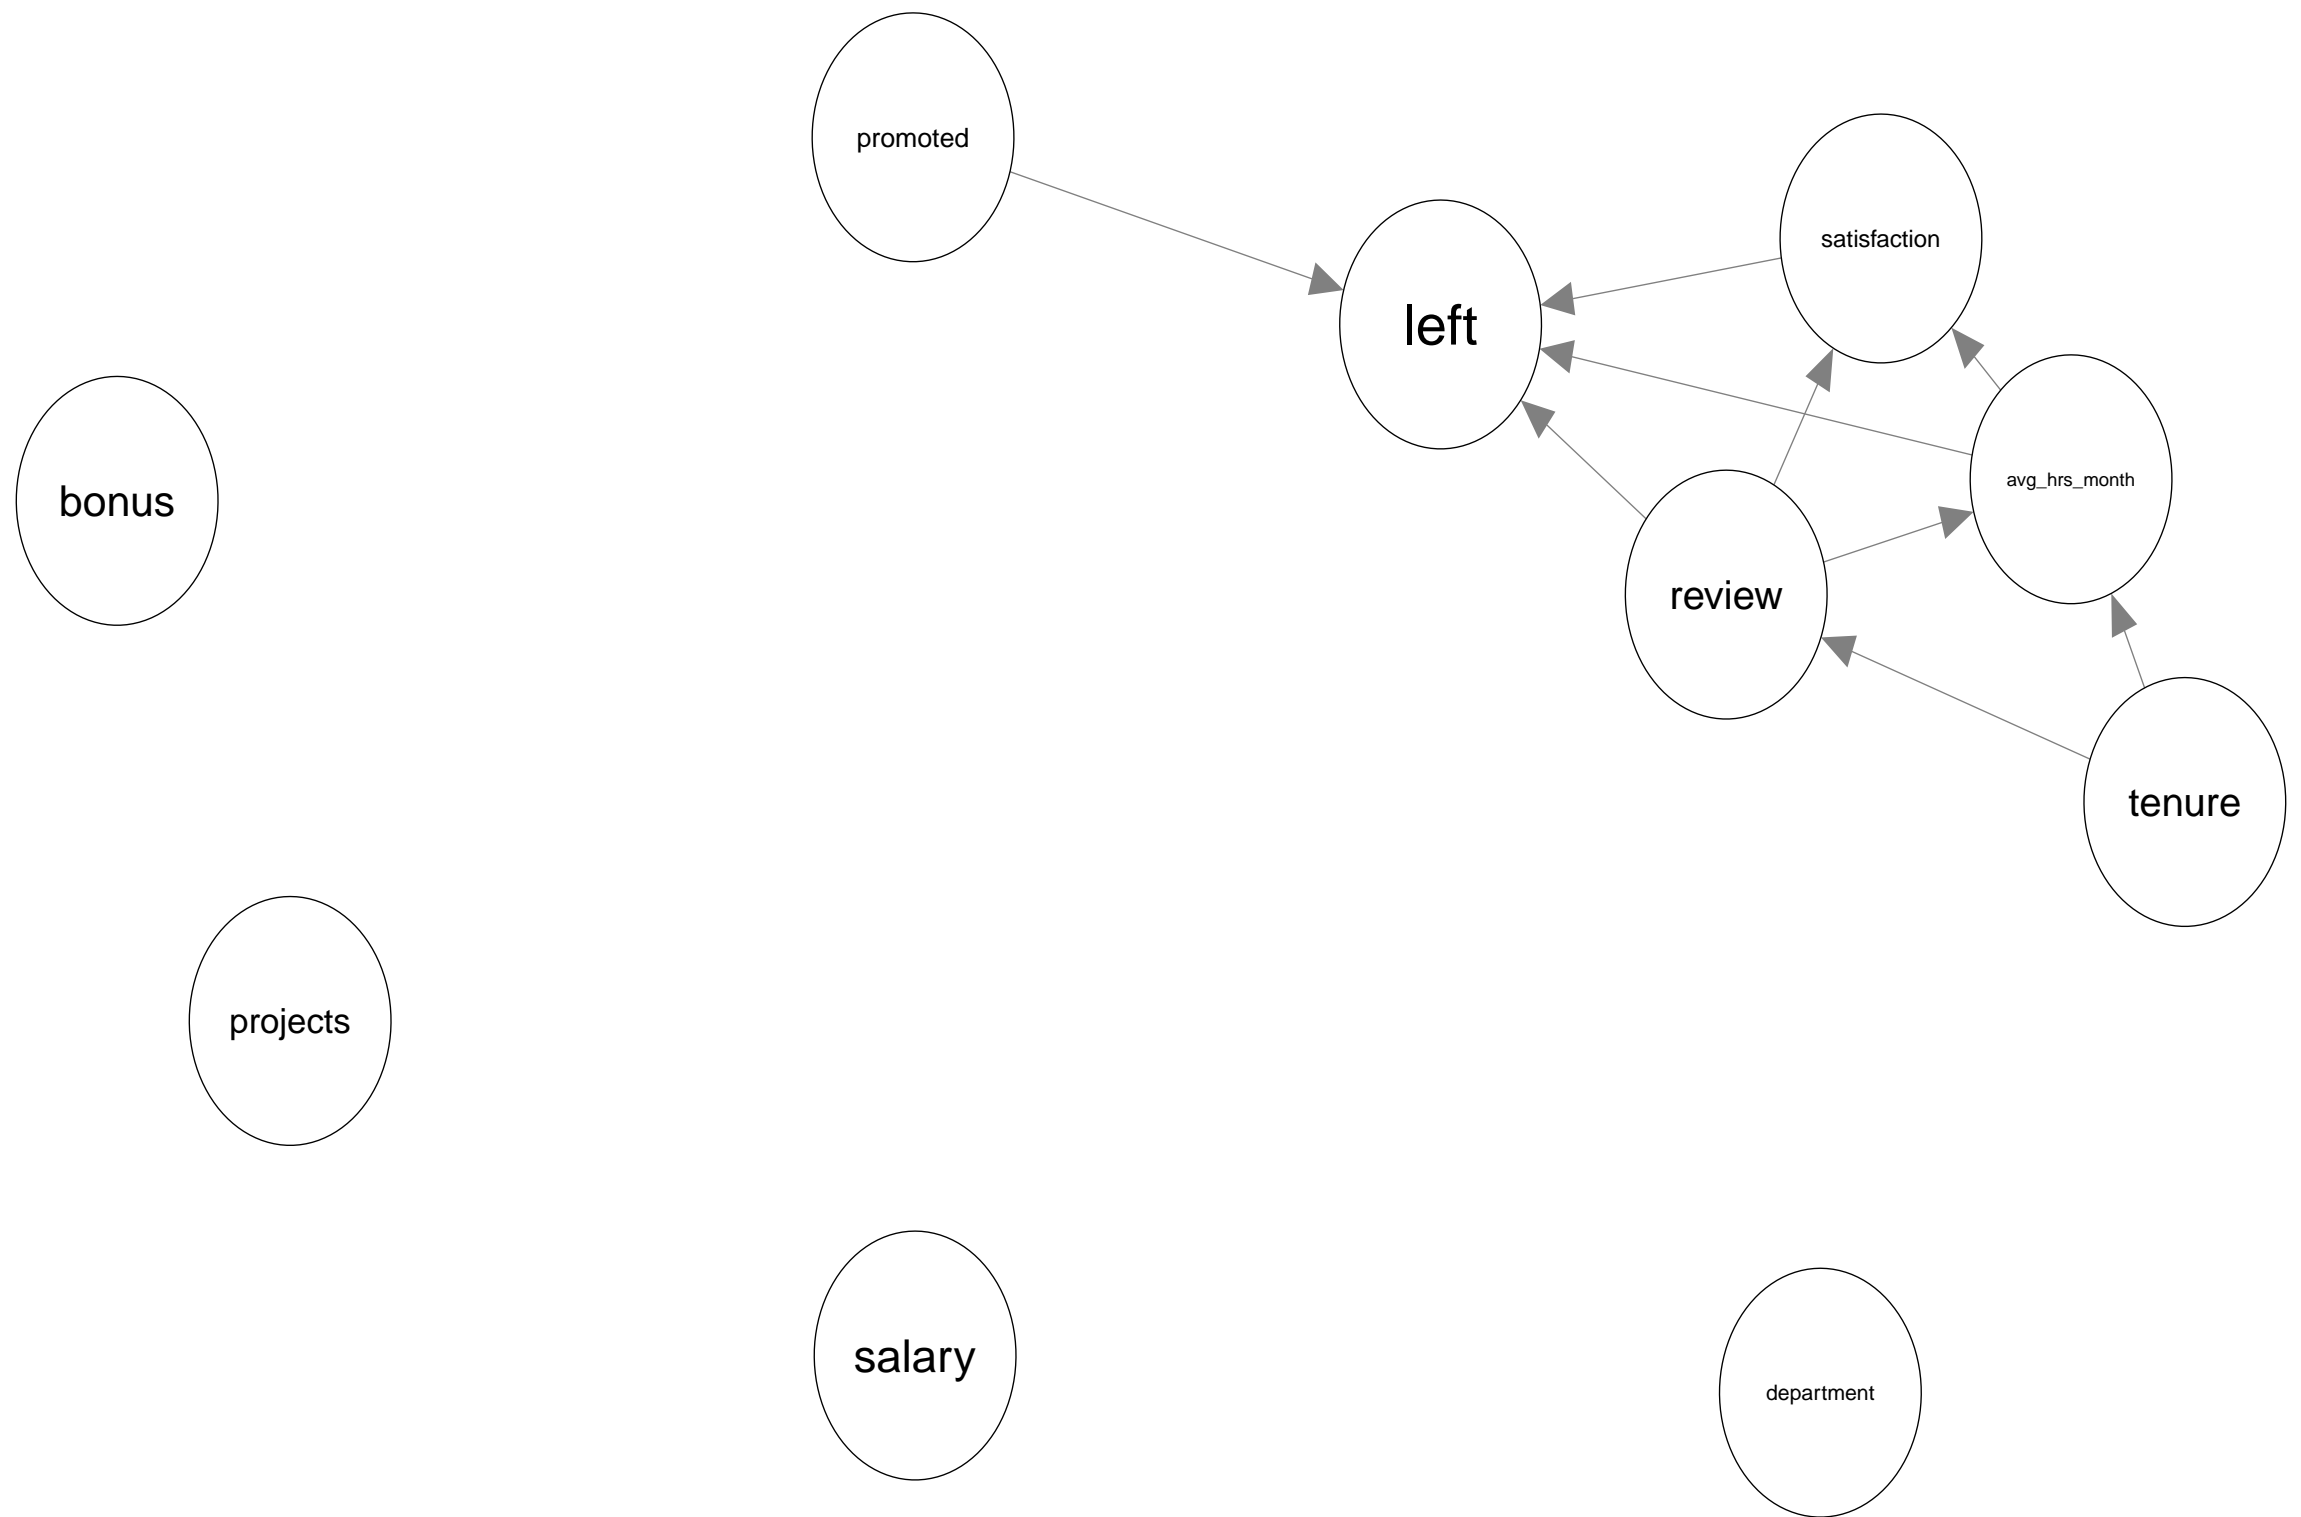 promoted
satisfaction
left
avg_hrs_month
bonus
review
tenure
projects
salary
department